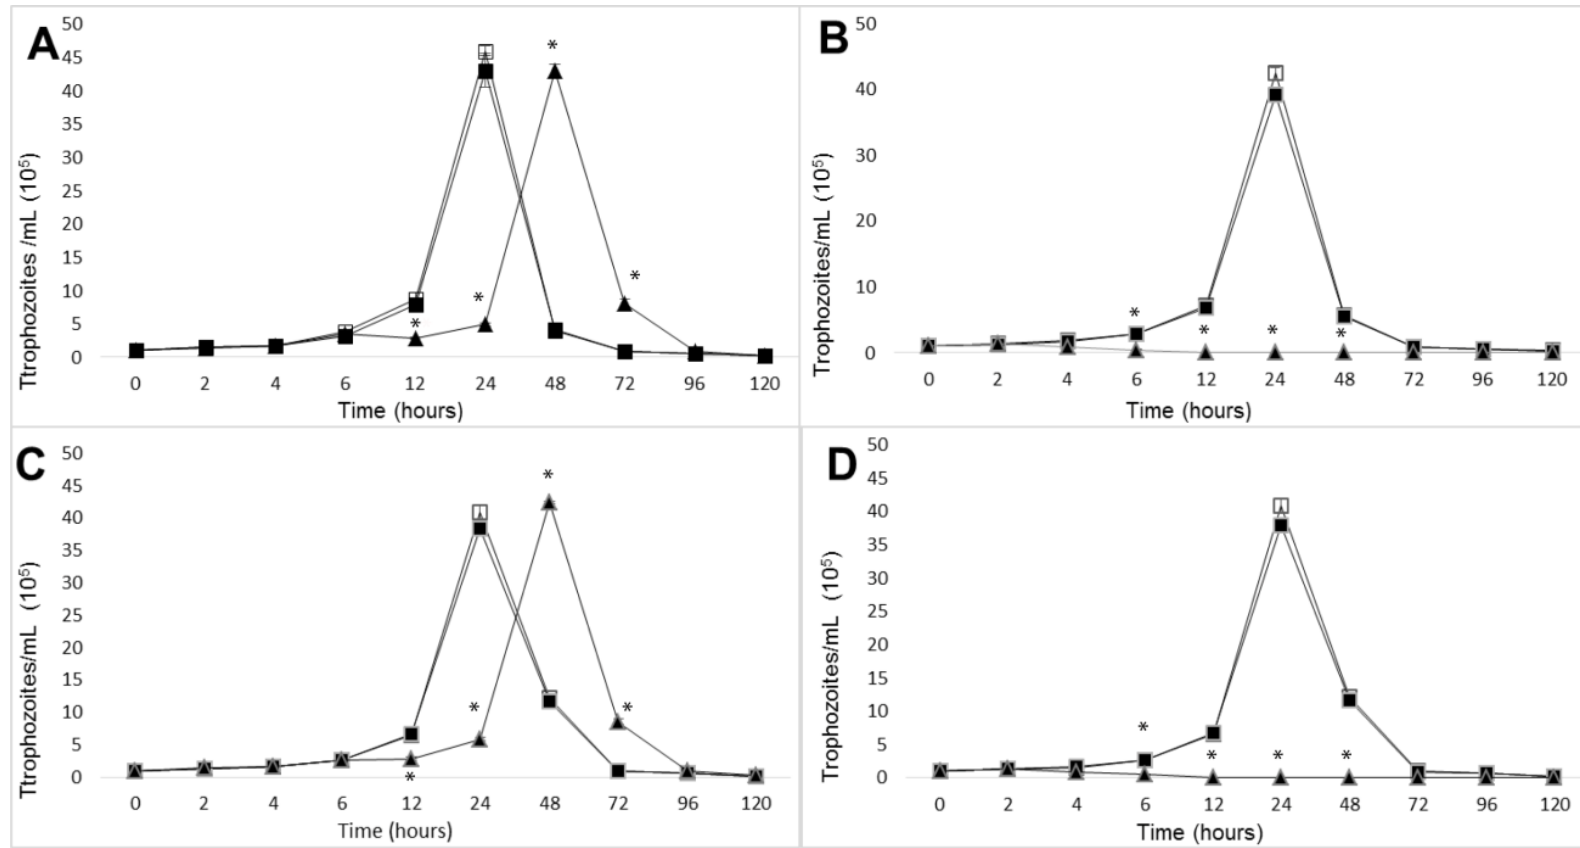 A
50
45
40
35
30
25
20
15
10
5
0
Ttrophozoites /mL (10⁵)
*
*
*
*
0 2 4 6 12 24 48 72 96 120
Time (hours)
B
50
40
30
20
10
0
Trophozoites/mL (10⁵)
*
* * *
0 2 4 6 12 24 48 72 96 120
Time (hours)
C
50
45
40
35
30
25
20
15
10
5
0
Ttrophozoites/mL (10⁵)
*
* *
*
0 2 4 6 12 24 48 72 96 120
Time (hours)
D
50
45
40
35
30
25
20
15
10
5
0
Trophozoites/mL (10⁵)
*
* * *
0 2 4 6 12 24 48 72 96 120
Time (hours)